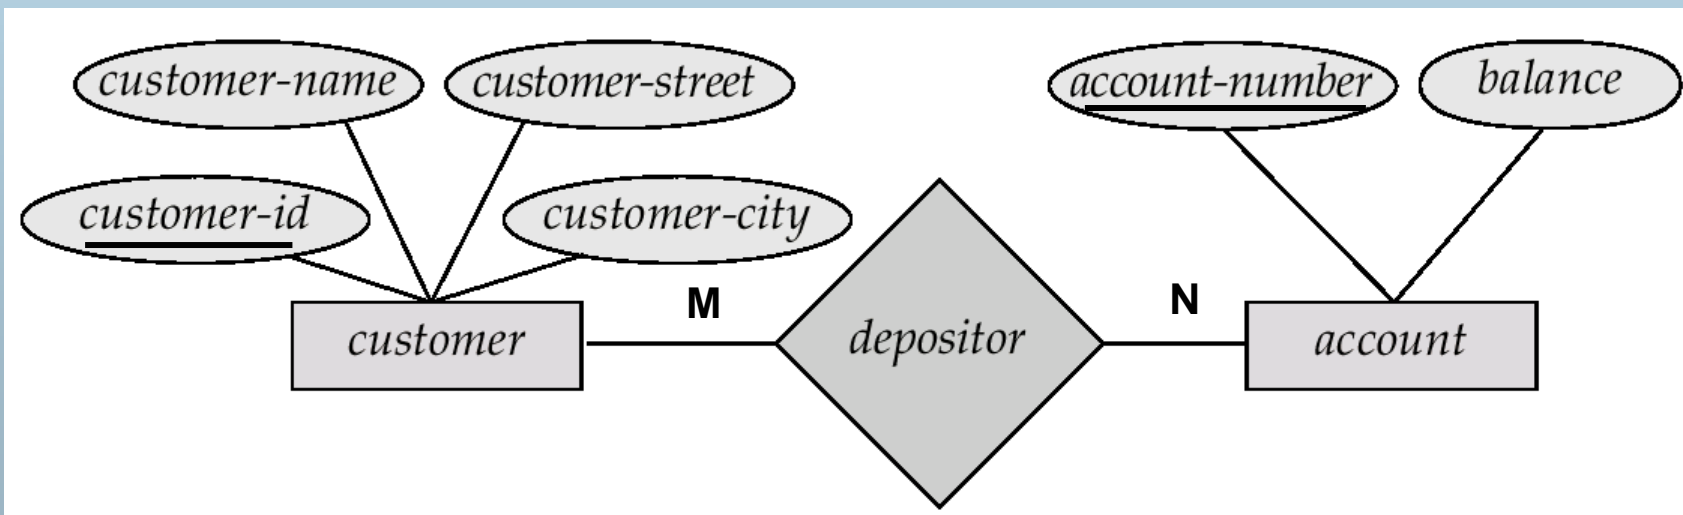 customer-name customer-street account-number balance
customer-id customer-city
M N
customer depositor account